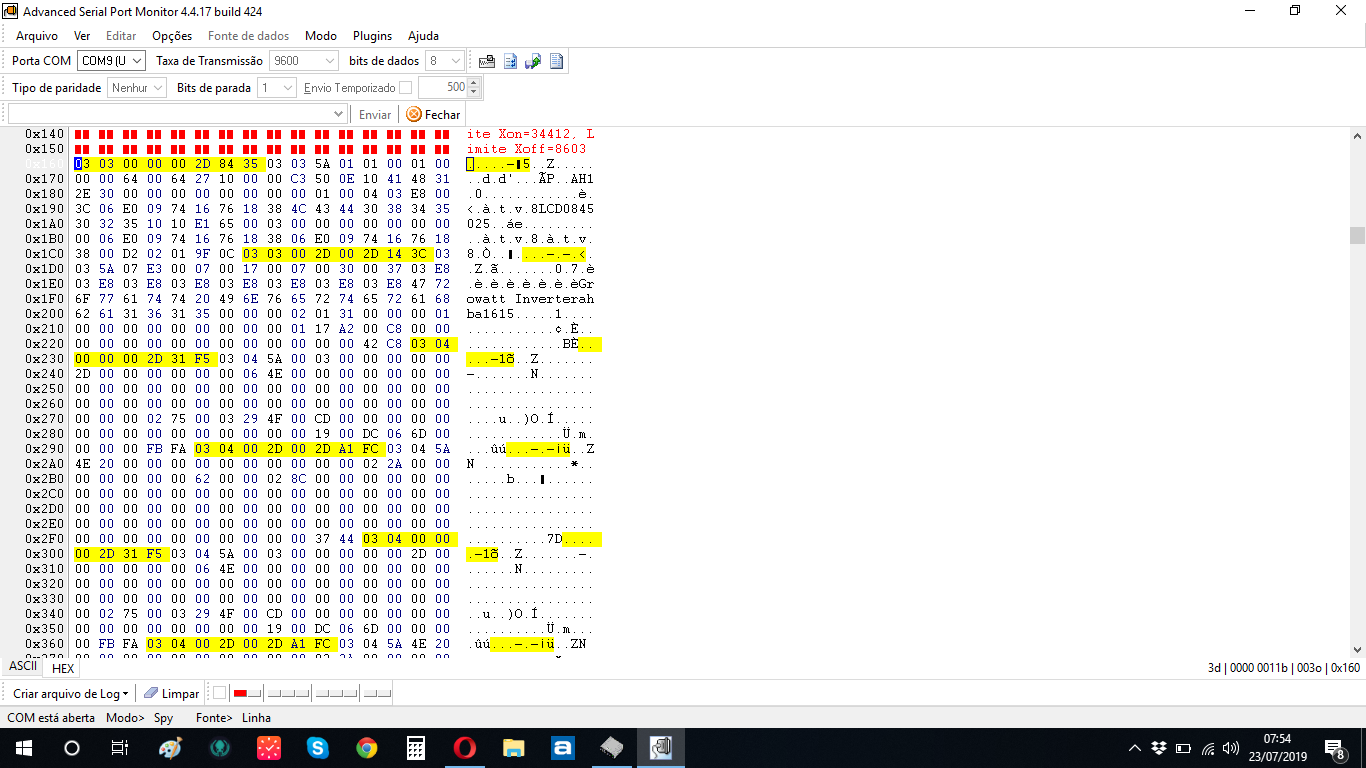 Advanced Serial Port Monitor 4.4.17 build 424
Arquivo Ver Editar Opções Fonte de dados Modo Plugins Ajuda
Porta COM COM9 (U Taxa de Transmissão 9600 bits de dados 8
Tipo de paridade Nenhur Bits de parada 1 Envio Temporizado 500
Enviar Fechar
0x140 ite Xon=34412, L
0x150 imite Xoff=8603
0x160 03 03 00 00 00 2D 84 35 03 03 5A 01 01 00 01 00 .....-▮5..Z.....
0x170 00 00 64 00 64 27 10 00 00 C3 50 0E 10 41 48 31 ..d.d'...ÃP..AH1
0x180 2E 30 00 00 00 00 00 00 00 01 00 04 03 E8 00 00 .0...........è..
0x190 3C 06 E0 09 74 16 76 18 38 4C 43 44 30 38 34 35 <.à.t.v.8LCD0845
0x1A0 30 32 35 10 10 E1 65 00 03 00 00 00 00 00 00 00 025..áe.........
0x1B0 00 06 E0 09 74 16 76 18 38 06 E0 09 74 16 76 18 ..à.t.v.8.à.t.v.
0x1C0 38 00 D2 02 01 9F 0C 03 03 00 2D 00 2D 14 3C 03 8.Ò..▮....-.-.<.
0x1D0 03 5A 07 E3 00 07 00 17 00 07 00 30 00 37 03 E8 .Z.ã.......0.7.è
0x1E0 03 E8 03 E8 03 E8 03 E8 03 E8 03 E8 03 E8 47 72 .è.è.è.è.è.è.èGr
0x1F0 6F 77 61 74 74 20 49 6E 76 65 72 74 65 72 61 68 owatt Inverterah
0x200 62 61 31 36 31 35 00 00 00 02 01 31 00 00 00 01 ba1615.....1....
0x210 00 00 00 00 00 00 00 00 00 01 17 A2 00 C8 00 00 ...........¢.È..
0x220 00 00 00 00 00 00 00 00 00 00 00 00 42 C8 03 04 ............BÈ..
0x230 00 00 00 2D 31 F5 03 04 5A 00 03 00 00 00 00 00 ...-1õ..Z.......
0x240 2D 00 00 00 00 00 00 06 4E 00 00 00 00 00 00 00 -.......N.......
0x250 00 00 00 00 00 00 00 00 00 00 00 00 00 00 00 00 ................
0x260 00 00 00 00 00 00 00 00 00 00 00 00 00 00 00 00 ................
0x270 00 00 00 02 75 00 03 29 4F 00 CD 00 00 00 00 00 ....u..)O.Í.....
0x280 00 00 00 00 00 00 00 00 00 00 19 00 DC 06 6D 00 ............Ü.m.
0x290 00 00 00 FB FA 03 04 00 2D 00 2D A1 FC 03 04 5A ...ûú...-.-¡ü..Z
0x2A0 4E 20 00 00 00 00 00 00 00 00 00 00 02 2A 00 00 N ...........*..
0x2B0 00 00 00 00 00 62 00 00 02 8C 00 00 00 00 00 00 .....b...▮......
0x2C0 00 00 00 00 00 00 00 00 00 00 00 00 00 00 00 00 ................
0x2D0 00 00 00 00 00 00 00 00 00 00 00 00 00 00 00 00 ................
0x2E0 00 00 00 00 00 00 00 00 00 00 00 00 00 00 00 00 ................
0x2F0 00 00 00 00 00 00 00 00 00 00 37 44 03 04 00 00 ..........7D....
0x300 00 2D 31 F5 03 04 5A 00 03 00 00 00 00 00 2D 00 .-1õ..Z.......-.
0x310 00 00 00 00 00 06 4E 00 00 00 00 00 00 00 00 00 ......N.........
0x320 00 00 00 00 00 00 00 00 00 00 00 00 00 00 00 00 ................
0x330 00 00 00 00 00 00 00 00 00 00 00 00 00 00 00 00 ................
0x340 00 02 75 00 03 29 4F 00 CD 00 00 00 00 00 00 00 ..u..)O.Í.......
0x350 00 00 00 00 00 00 00 00 19 00 DC 06 6D 00 00 00 ..........Ü.m...
0x360 00 FB FA 03 04 00 2D 00 2D A1 FC 03 04 5A 4E 20 .ûú...-.-¡ü..ZN
ASCII HEX
3d | 0000 0011b | 003o | 0x160
Criar arquivo de Log Limpar
COM está aberta Modo> Spy Fonte> Linha
07:54
23/07/2019
8